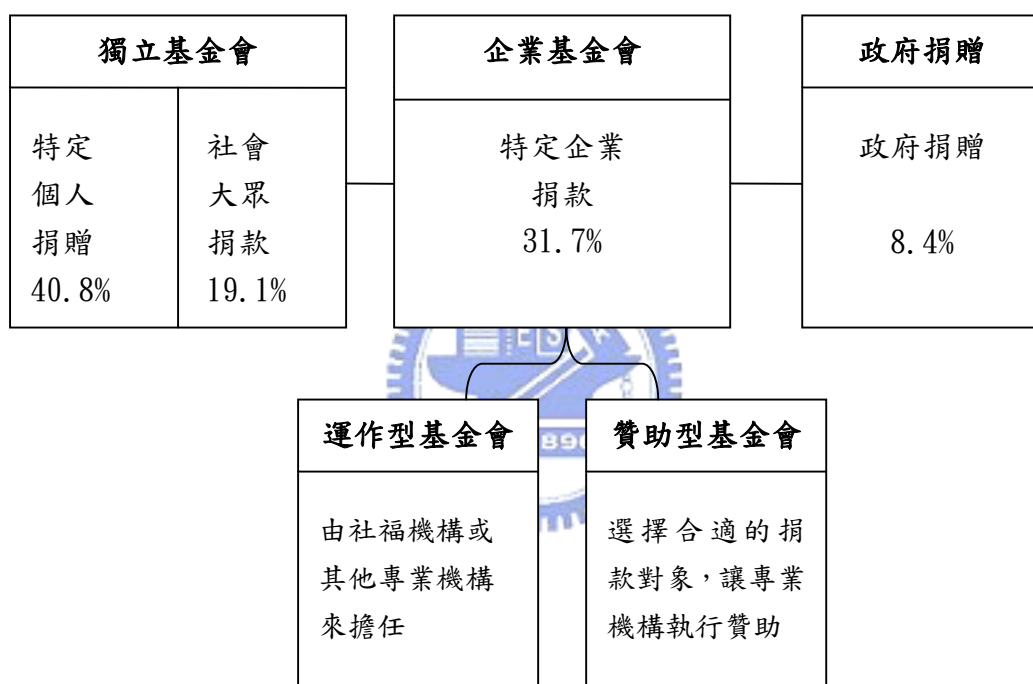 獨立基金會
特定
個人
捐贈
40.8%
社會
大眾
捐款
19.1%
企業基金會
特定企業
捐款
31.7%
政府捐贈
政府捐贈
8.4%
運作型基金會
由社福機構或
其他專業機構
來擔任
贊助型基金會
選擇合適的捐
款對象，讓專業
機構執行贊助